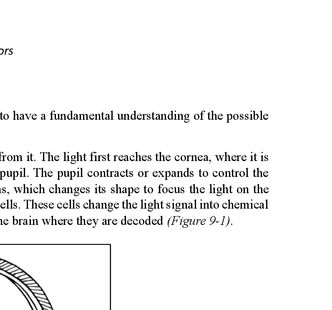 ors
to have a fundamental understanding of the possible
from it. The light first reaches the cornea, where it is
pupil. The pupil contracts or expands to control the
s, which changes its shape to focus the light on the
ells. These cells change the light signal into chemical
he brain where they are decoded (Figure 9-1).